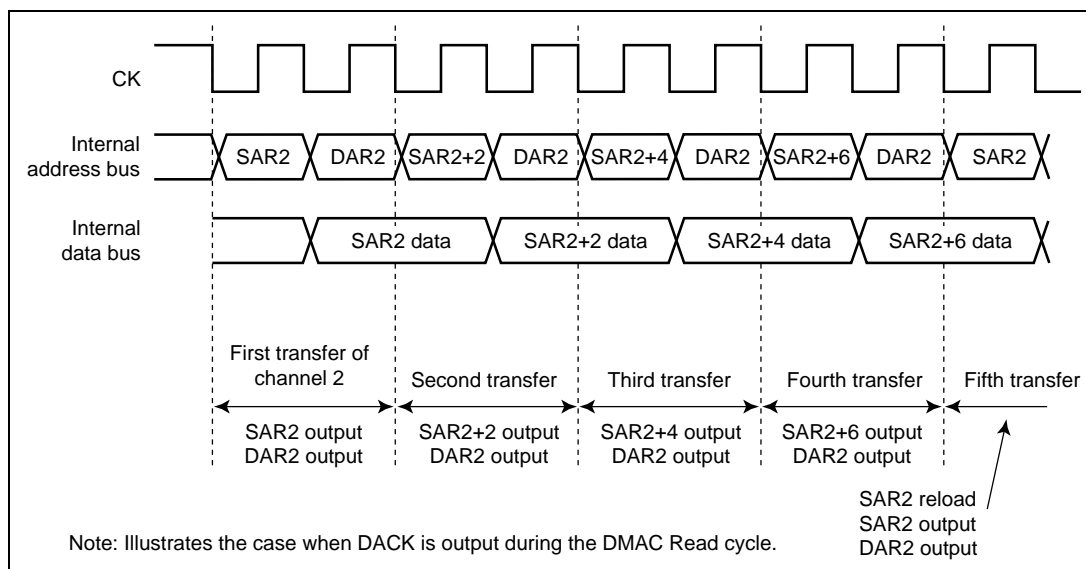 CK
Internal
address bus
SAR2 DAR2 SAR2+2 DAR2 SAR2+4 DAR2 SAR2+6 DAR2 SAR2
Internal
data bus
SAR2 data SAR2+2 data SAR2+4 data SAR2+6 data
First transfer of
channel 2
Second transfer Third transfer Fourth transfer Fifth transfer
SAR2 output SAR2+2 output SAR2+4 output SAR2+6 output
DAR2 output DAR2 output DAR2 output DAR2 output
SAR2 reload
SAR2 output
DAR2 output
Note: Illustrates the case when DACK is output during the DMAC Read cycle.